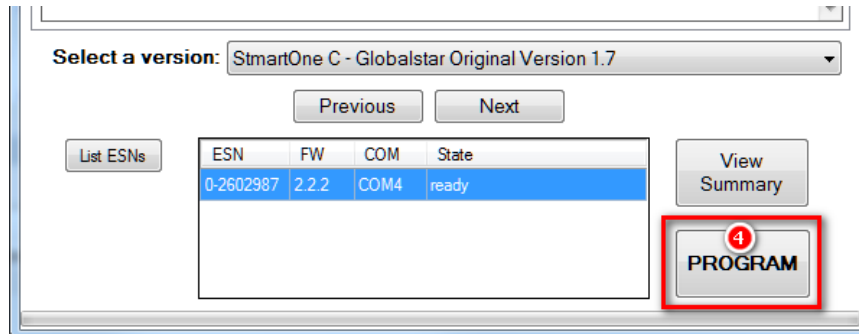 Select a version: StmartOne C - Globalstar Original Version 1.7
Previous Next
List ESNs
ESN FW COM State
0-2602987 2.2.2 COM4 ready
View
Summary
4
PROGRAM